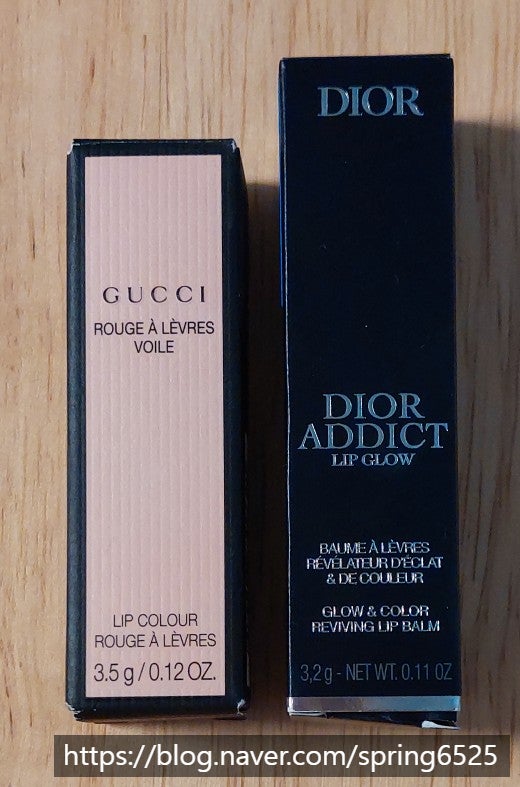 GUCCI
ROUGE À LÈVRES
VOILE
LIP COLOUR
ROUGE À LÈVRES
3.5 g / 0.12 OZ.
DIOR
DIOR
ADDICT
LIP GLOW
BAUME À LÈVRES
RÉVÉLATEUR D'ÉCLAT
& DE COULEUR
GLOW & COLOR
REVIVING LIP BALM
3,2 g - NET WT. 0.11 OZ
https://blog.naver.com/spring6525